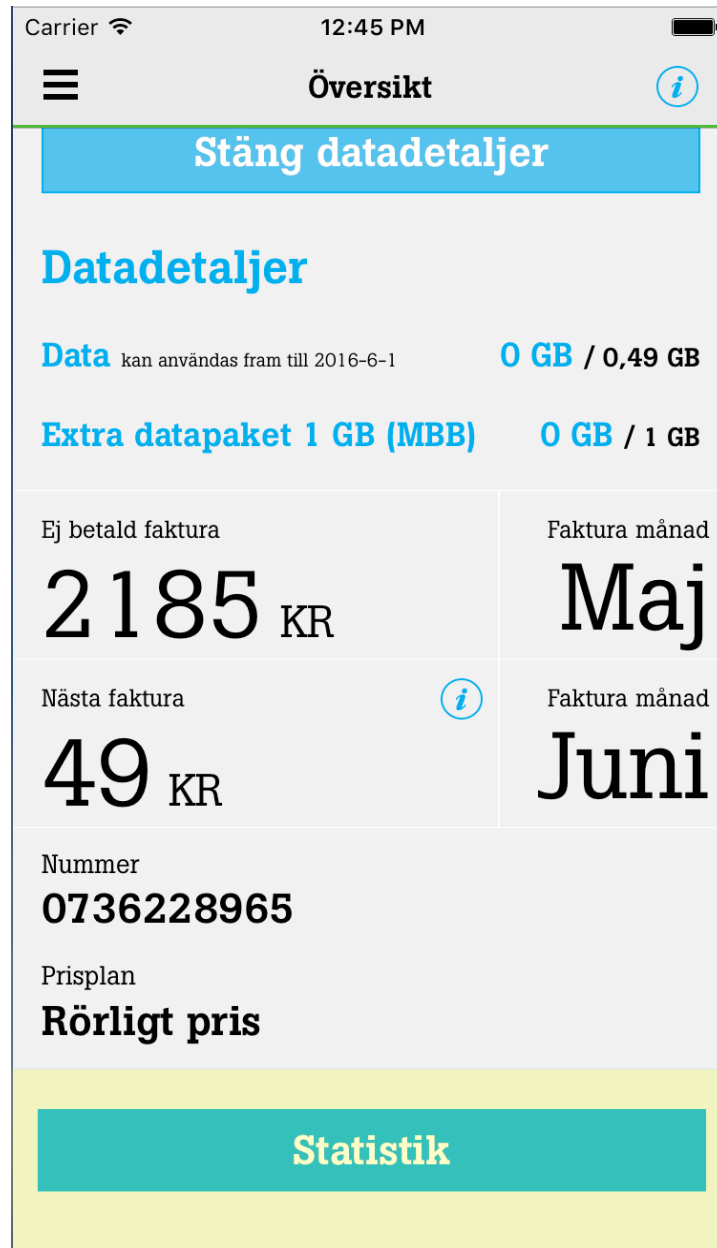 Carrier 12:45 PM
Översikt i
Stäng datadetaljer
Datadetaljer
Data kan användas fram till 2016-6-1 0 GB / 0,49 GB
Extra datapaket 1 GB (MBB) 0 GB / 1 GB
Ej betald faktura Faktura månad
2185 KR Maj
Nästa faktura i Faktura månad
49 KR Juni
Nummer
0736228965
Prisplan
Rörligt pris
Statistik